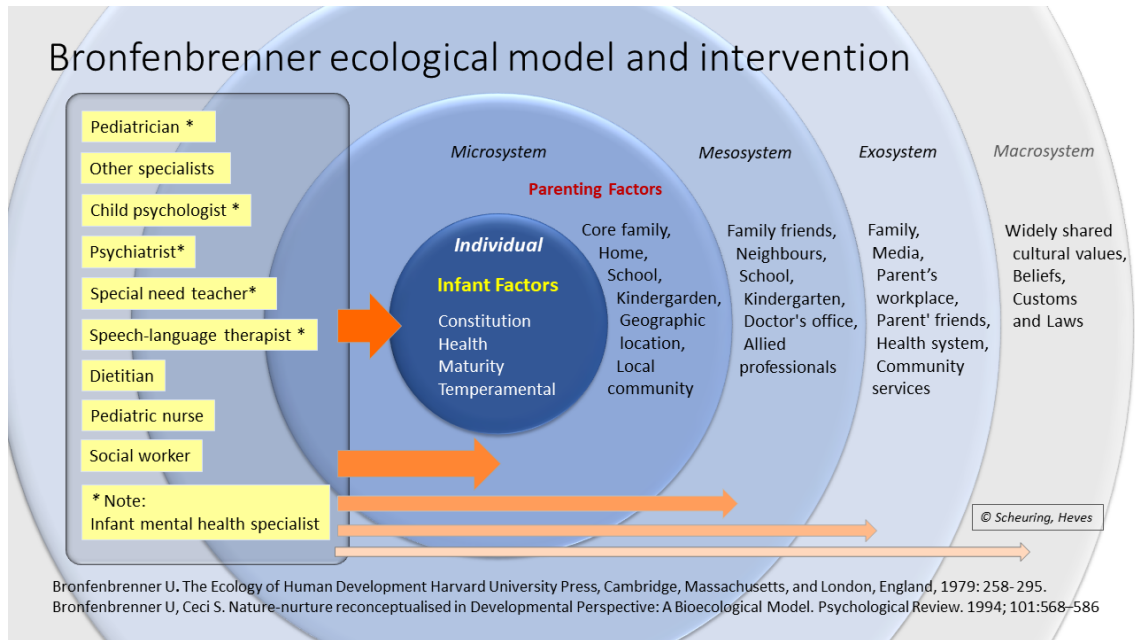 Bronfenbrenner ecological model and intervention
Pediatrician *
Other specialists
Child psychologist *
Psychiatrist*
Special need teacher*
Speech-language therapist *
Dietitian
Pediatric nurse
Social worker
* Note:
Infant mental health specialist
Individual
Infant Factors
Constitution
Health
Maturity
Temperamental
Microsystem
Parenting Factors
Core family,
Home,
School,
Kindergarden,
Geographic
location,
Local
community
Mesosystem
Family friends,
Neighbours,
School,
Kindergarten,
Doctor's office,
Allied
professionals
Exosystem
Family,
Media,
Parent’s
workplace,
Parent' friends,
Health system,
Community
services
Macrosystem
Widely shared
cultural values,
Beliefs,
Customs
and Laws
© Scheuring, Heves
Bronfenbrenner U. The Ecology of Human Development Harvard University Press, Cambridge, Massachusetts, and London, England, 1979: 258- 295.
Bronfenbrenner U, Ceci S. Nature-nurture reconceptualised in Developmental Perspective: A Bioecological Model. Psychological Review. 1994; 101:568–586